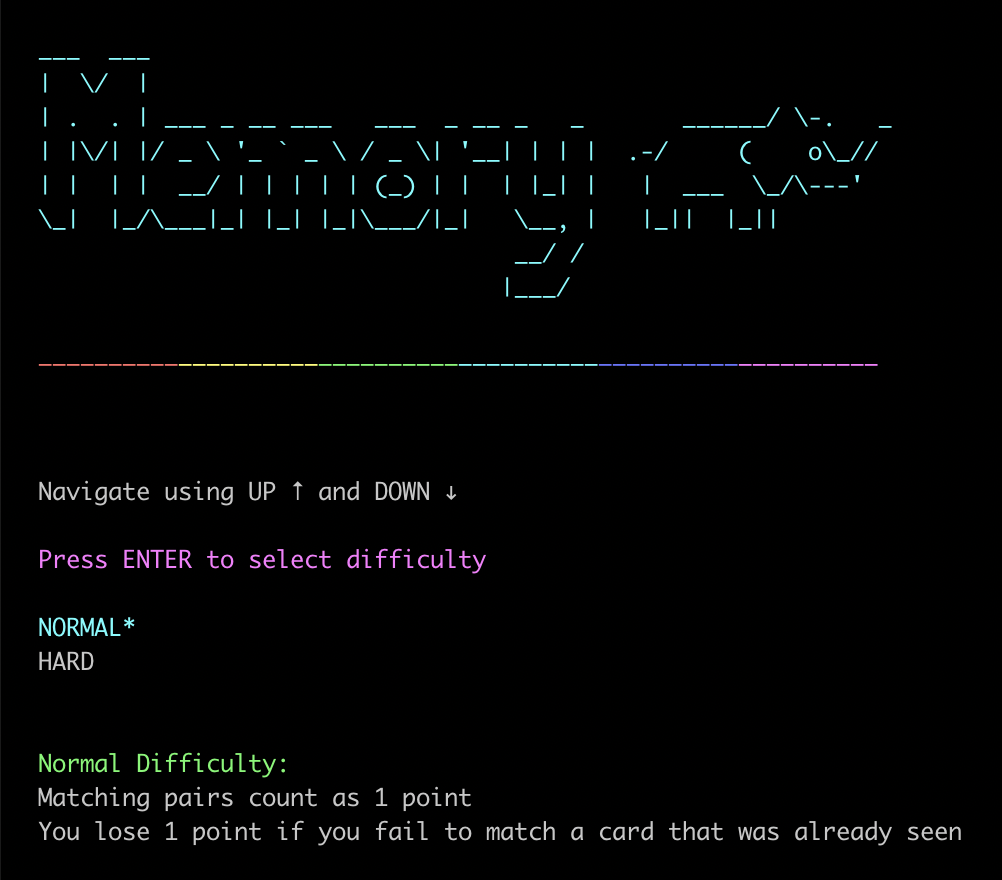 Memory
Navigate using UP ↑ and DOWN ↓
Press ENTER to select difficulty
NORMAL*
HARD
Normal Difficulty:
Matching pairs count as 1 point
You lose 1 point if you fail to match a card that was already seen